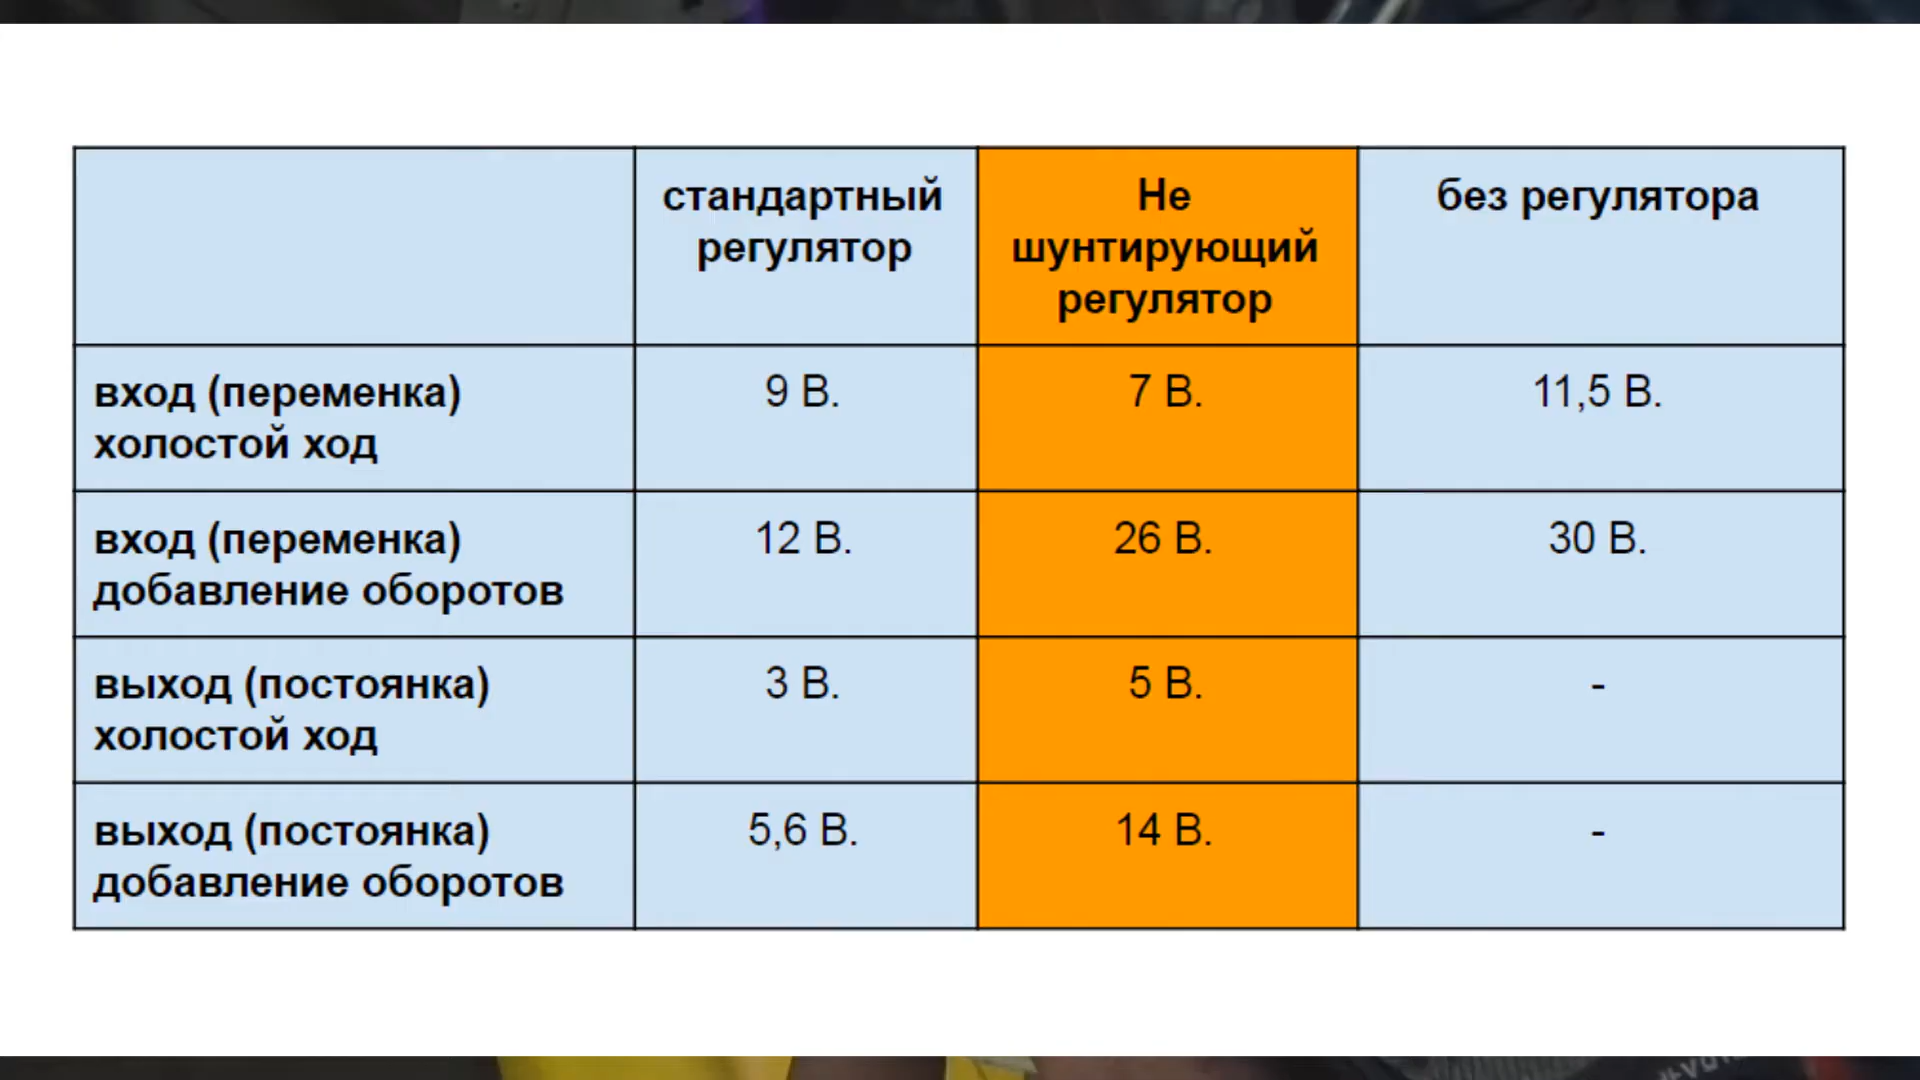 стандартный
регулятор
Не
шунтирующий
регулятор
без регулятора
вход (переменка)
холостой ход
9 В.
7 В.
11,5 В.
вход (переменка)
добавление оборотов
12 В.
26 В.
30 В.
выход (постоянка)
холостой ход
3 В.
5 В.
-
выход (постоянка)
добавление оборотов
5,6 В.
14 В.
-